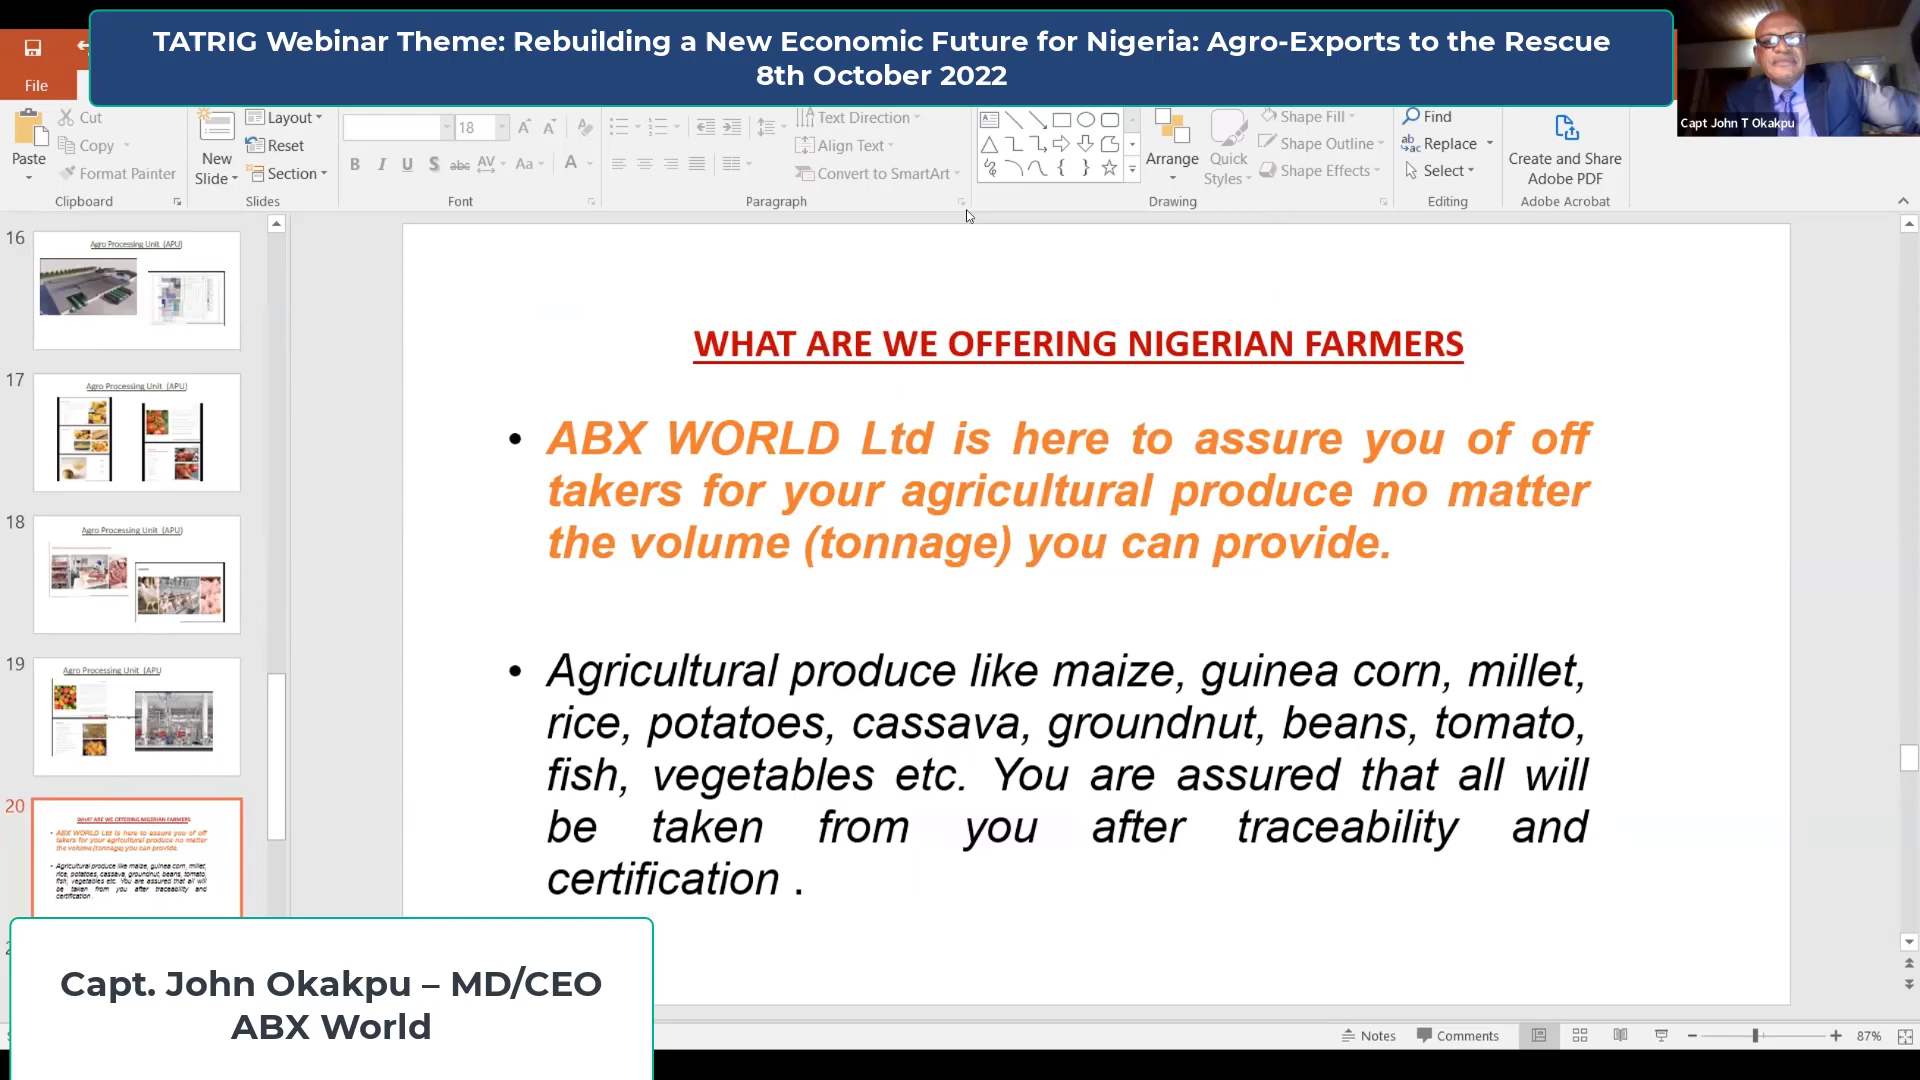 TATRIG Webinar Theme: Rebuilding a New Economic Future for Nigeria: Agro-Exports to the Rescue
8th October 2022
Capt John T Okakpu
File
Paste
Cut
Copy
Format Painter
Clipboard
New
Slide
Layout
Reset
Section
Slides
18
B I U S abc AV Aa A
Font
Text Direction
Align Text
Convert to SmartArt
Paragraph
Arrange
Quick
Styles
Shape Fill
Shape Outline
Shape Effects
Drawing
Find
Replace
Select
Editing
Create and Share
Adobe PDF
Adobe Acrobat
16
Agro Processing Unit (APU)
17
Agro Processing Unit (APU)
18
Agro Processing Unit (APU)
19
Agro Processing Unit (APU
20
WHAT ARE WE OFFERING NIGERIAN FARMERS
• ABX WORLD Ltd is here to assure you of off
takers for your agricultural produce no matter
the volume (tonnage) you can provide.
• Agricultural produce like maize, guinea corn, millet,
rice, potatoes, cassava, groundnut, beans, tomato,
fish, vegetables etc. You are assured that all will
be taken from you after traceability and
certification .
WHAT ARE WE OFFERING NIGERIAN FARMERS
• ABX WORLD Ltd is here to assure you of off
takers for your agricultural produce no matter
the volume (tonnage) you can provide.
• Agricultural produce like maize, guinea corn, millet,
rice, potatoes, cassava, groundnut, beans, tomato,
fish, vegetables etc. You are assured that all will
be taken from you after traceability and
certification .
Capt. John Okakpu – MD/CEO
ABX World
Notes
Comments
87%